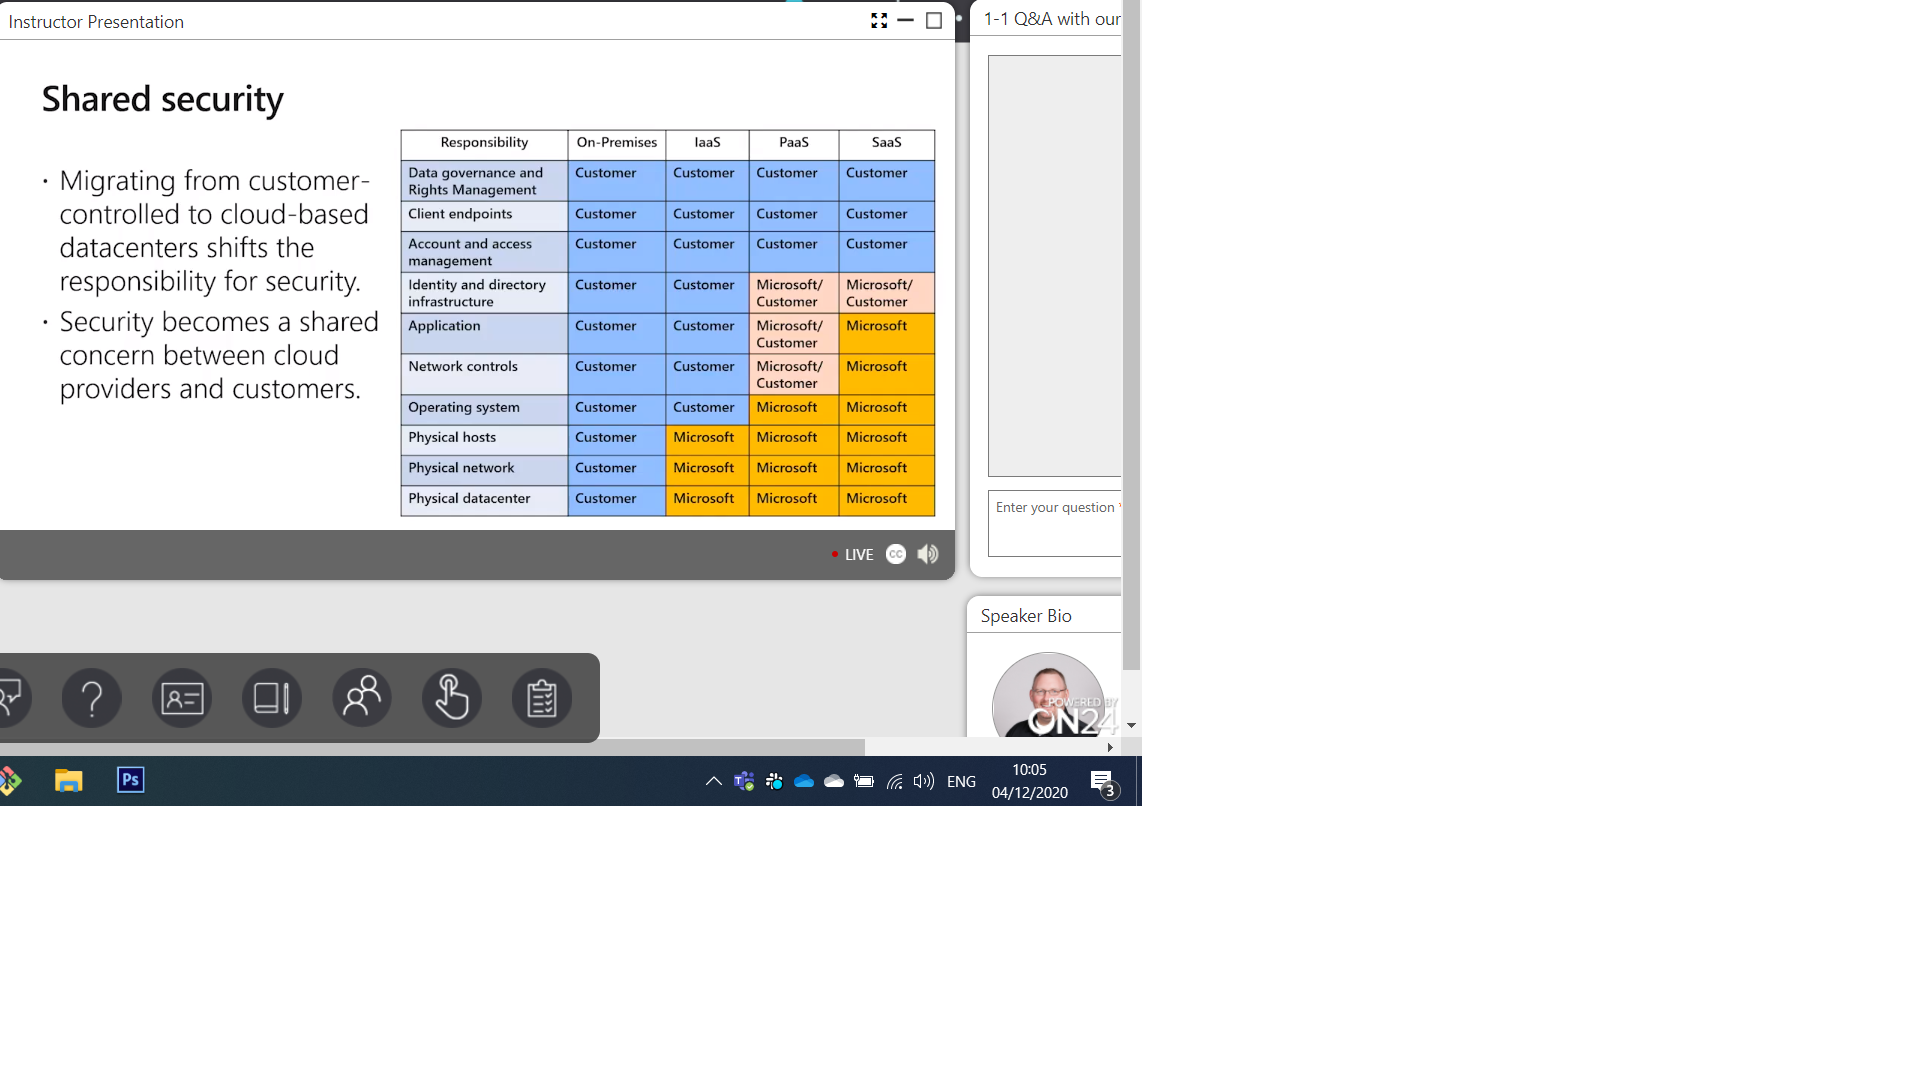 Instructor Presentation
1-1 Q&A with our
Shared security
· Migrating from customer-
controlled to cloud-based
datacenters shifts the
responsibility for security.
· Security becomes a shared
concern between cloud
providers and customers.
Responsibility On-Premises IaaS PaaS SaaS
Data governance and
Rights Management Customer Customer Customer Customer
Client endpoints Customer Customer Customer Customer
Account and access
management Customer Customer Customer Customer
Identity and directory
infrastructure Customer Customer Microsoft/
Customer Microsoft/
Customer
Application Customer Customer Microsoft/
Customer Microsoft
Network controls Customer Customer Microsoft/
Customer Microsoft
Operating system Customer Customer Microsoft Microsoft
Physical hosts Customer Microsoft Microsoft Microsoft
Physical network Customer Microsoft Microsoft Microsoft
Physical datacenter Customer Microsoft Microsoft Microsoft
Enter your question
LIVE CC
Speaker Bio
POWERED BY
ON24
Ps
ENG
10:05
04/12/2020
3